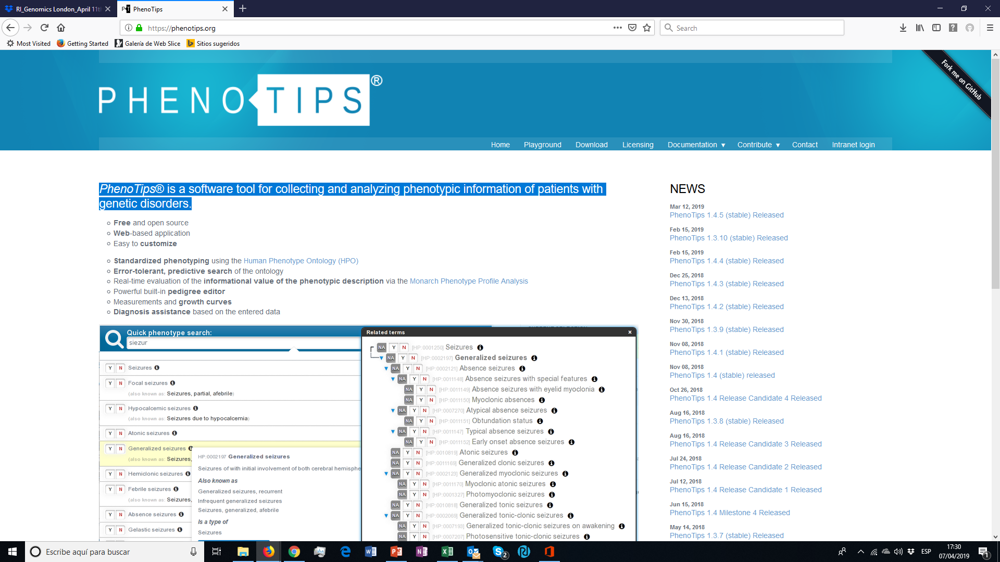 RI_Genomics London_April 11t
PhenoTips
https://phenotips.org
Search
Most Visited
Getting Started
Galería de Web Slice
Sitios sugeridos
PHENOTIPS®
Fork me on GitHub
Home
Playground
Download
Licensing
Documentation
Contribute
Contact
Intranet login
PhenoTips® is a software tool for collecting and analyzing phenotypic information of patients with
genetic disorders.
Free and open source
Web-based application
Easy to customize
Standardized phenotyping using the Human Phenotype Ontology (HPO)
Error-tolerant, predictive search of the ontology
Real-time evaluation of the informational value of the phenotypic description via the Monarch Phenotype Profile Analysis
Powerful built-in pedigree editor
Measurements and growth curves
Diagnosis assistance based on the entered data
Quick phenotype search:
siezur
Y N Seizures
Y N Focal seizures
(also known as: Seizures, partial, afebrile)
Y N Hypocalcemic seizures
(also known as: Seizures due to hypocalcemia)
Y N Atonic seizures
Y N Generalized seizures
(also known as: Seizures,
Y N Hemiclonic seizures
Y N Febrile seizures
(also known as: Seizures,
Y N Absence seizures
Y N Gelastic seizures
HP:0002197 Generalized seizures
Seizures of with initial involvement of both cerebral hemisphe
Also known as
Generalized seizures, recurrent
Infrequent generalized seizures
Seizures, generalized, afebrile
Is a type of
Seizures
Related terms
NA Y N [HP:0001250] Seizures
NA Y N [HP:0002197] Generalized seizures
NA Y N [HP:0002121] Absence seizures
NA Y N [HP:0011148] Absence seizures with special features
NA Y N [HP:0011149] Absence seizures with eyelid myoclonia
NA Y N [HP:0011150] Myoclonic absences
NA Y N [HP:0007270] Atypical absence seizures
NA Y N [HP:0011151] Obtundation status
NA Y N [HP:0011147] Typical absence seizures
NA Y N [HP:0011152] Early onset absence seizures
NA Y N [HP:0010819] Atonic seizures
NA Y N [HP:0011169] Generalized clonic seizures
NA Y N [HP:0002123] Generalized myoclonic seizures
NA Y N [HP:0011170] Myoclonic atonic seizures
NA Y N [HP:0001327] Photomyoclonic seizures
NA Y N [HP:0010818] Generalized tonic seizures
NA Y N [HP:0002069] Generalized tonic-clonic seizures
NA Y N [HP:0007193] Generalized tonic-clonic seizures on awakening
NA Y N [HP:0007207] Photosensitive tonic-clonic seizures
NEWS
Mar 12, 2019
PhenoTips 1.4.5 (stable) Released
Feb 15, 2019
PhenoTips 1.3.10 (stable) Released
Feb 15, 2019
PhenoTips 1.4.4 (stable) Released
Dec 25, 2018
PhenoTips 1.4.3 (stable) Released
Dec 13, 2018
PhenoTips 1.4.2 (stable) Released
Nov 30, 2018
PhenoTips 1.3.9 (stable) Released
Nov 08, 2018
PhenoTips 1.4.1 (stable) Released
Nov 08, 2018
PhenoTips 1.4 (stable) released
Oct 26, 2018
PhenoTips 1.4 Release Candidate 4 Released
Aug 16, 2018
PhenoTips 1.3.8 (stable) Released
Aug 16, 2018
PhenoTips 1.4 Release Candidate 3 Released
Jul 24, 2018
PhenoTips 1.4 Release Candidate 2 Released
Jul 12, 2018
PhenoTips 1.4 Release Candidate 1 Released
Jun 15, 2018
PhenoTips 1.4 Milestone 4 Released
May 14, 2018
PhenoTips 1.3.7 (stable) Released
Escribe aquí para buscar
2
ESP
17:30
07/04/2019
1